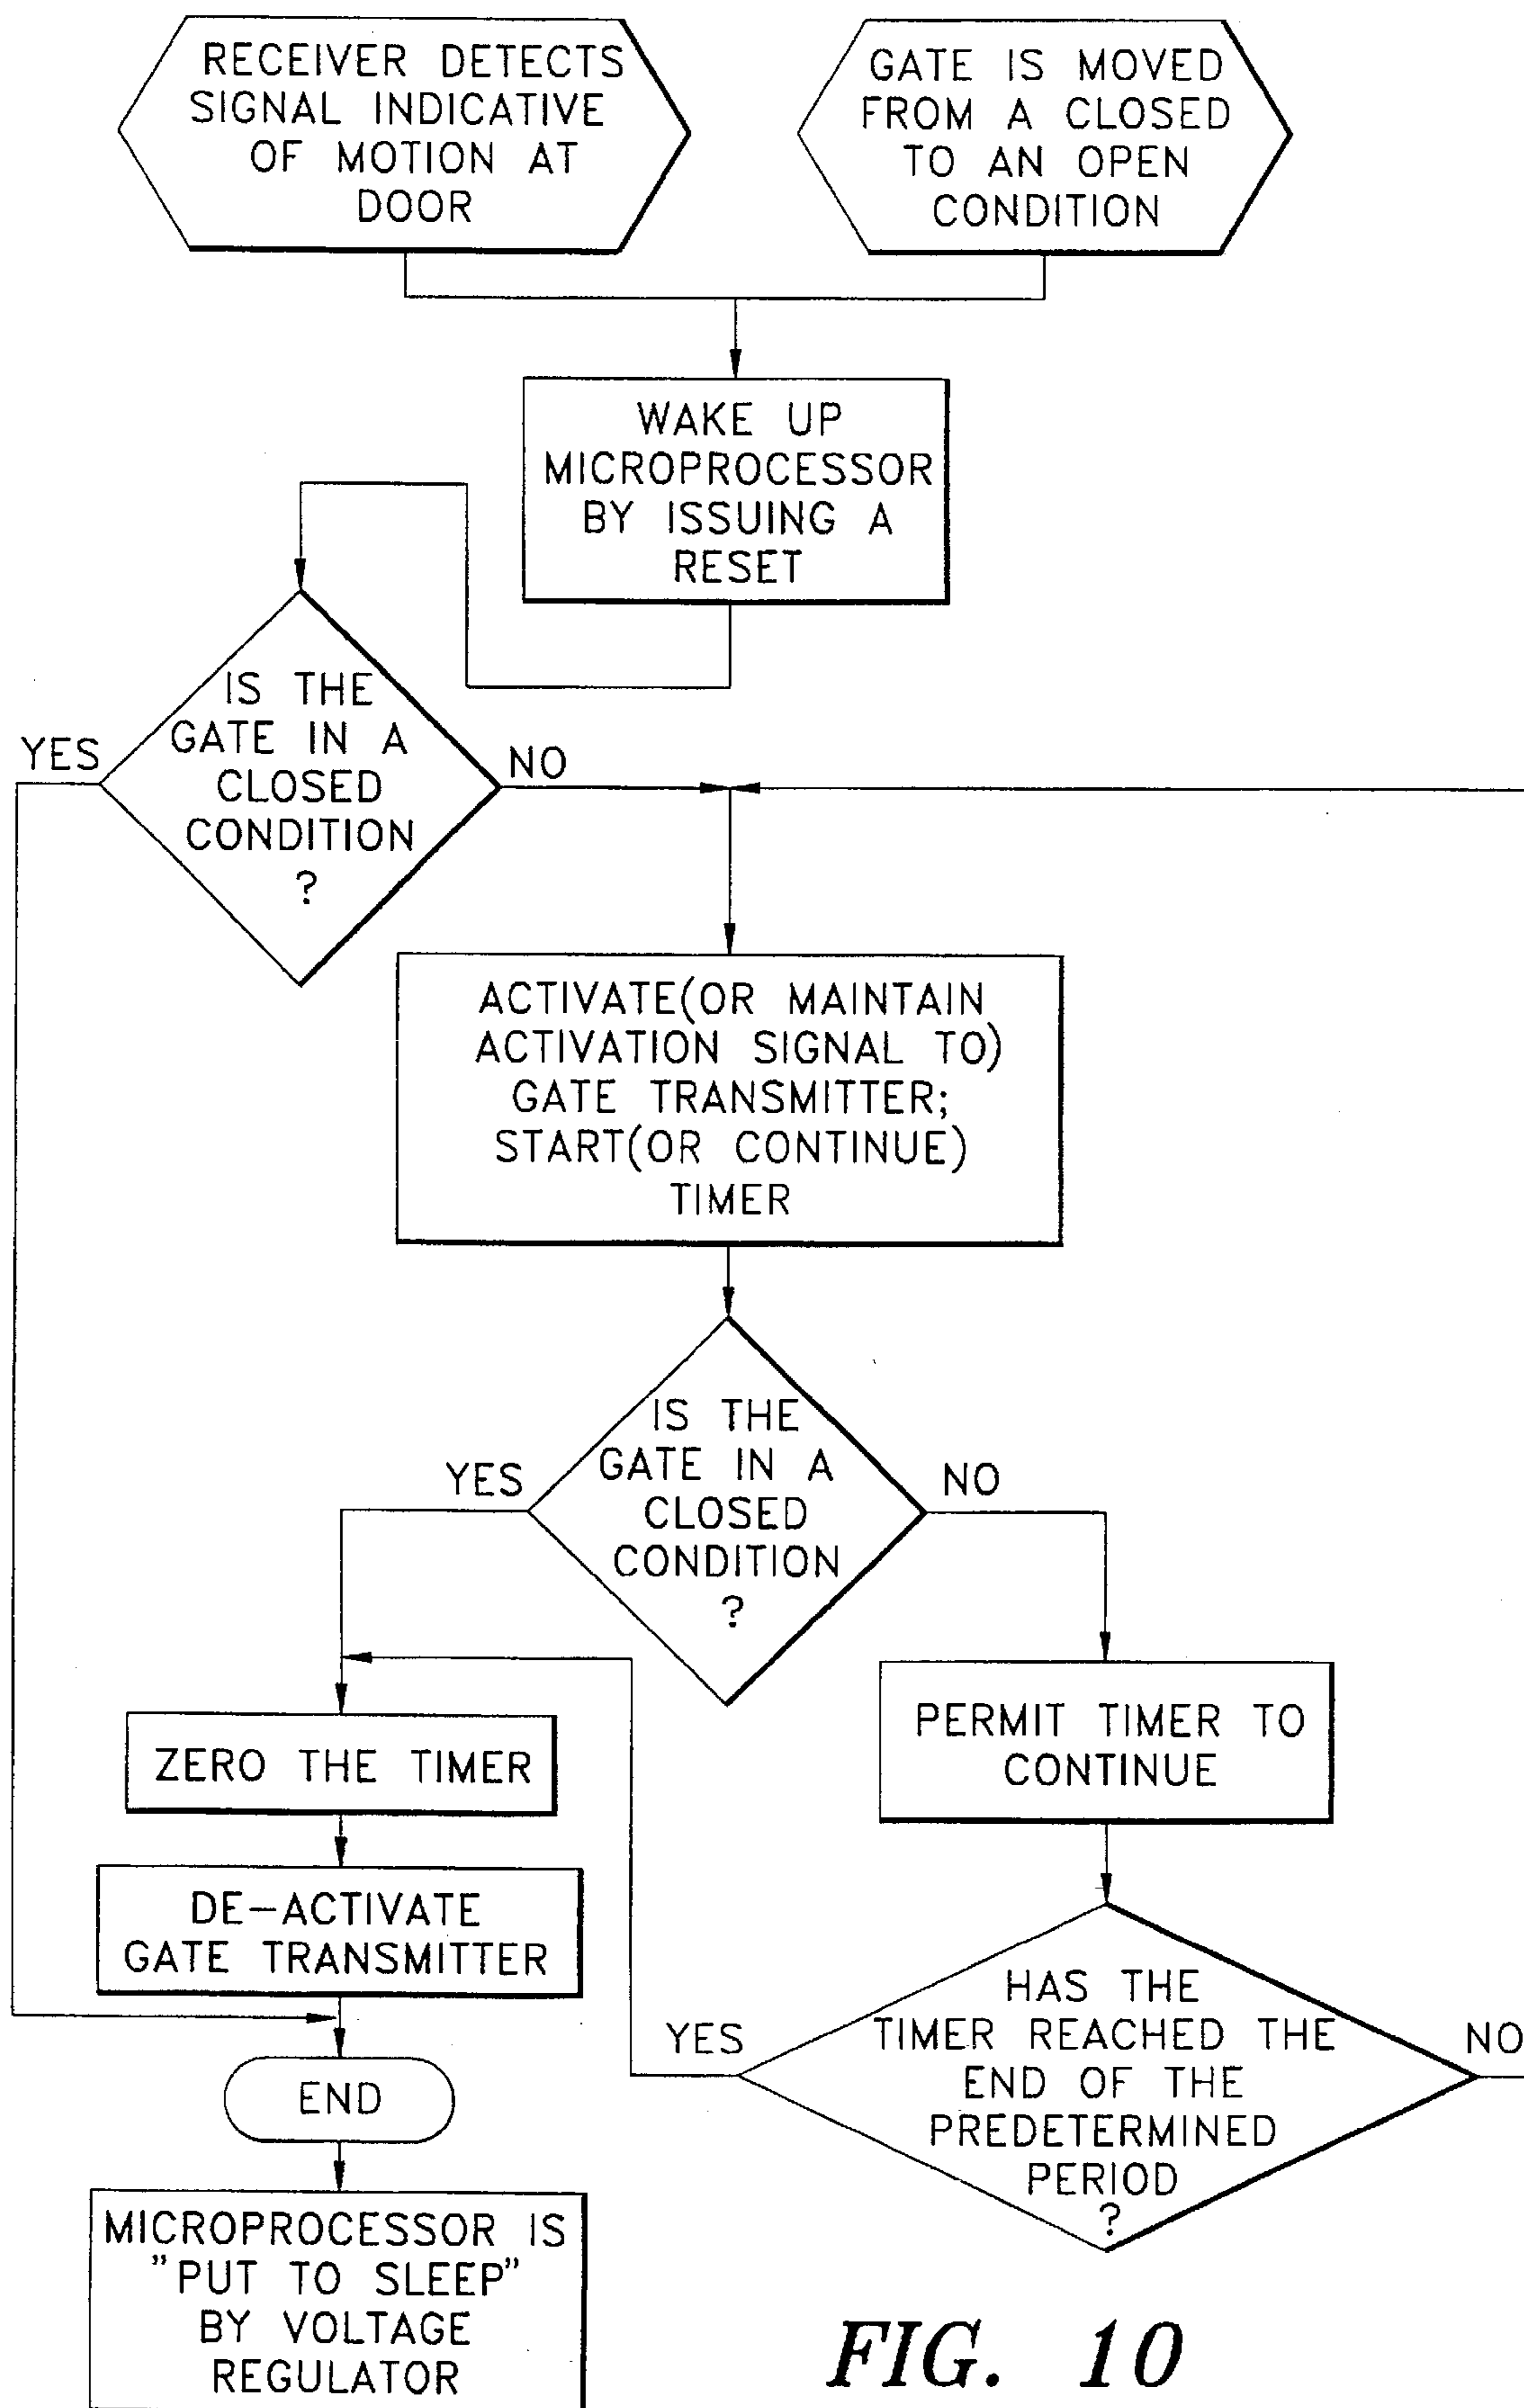 RECEIVER DETECTS
SIGNAL INDICATIVE
OF MOTION AT
DOOR
GATE IS MOVED
FROM A CLOSED
TO AN OPEN
CONDITION
WAKE UP
MICROPROCESSOR
BY ISSUING A
RESET
IS THE
GATE IN A
CLOSED
CONDITION
?
YES
NO
ACTIVATE(OR MAINTAIN
ACTIVATION SIGNAL TO)
GATE TRANSMITTER;
START(OR CONTINUE)
TIMER
IS THE
GATE IN A
CLOSED
CONDITION
?
YES
NO
ZERO THE TIMER
PERMIT TIMER TO
CONTINUE
DE-ACTIVATE
GATE TRANSMITTER
HAS THE
TIMER REACHED THE
END OF THE
PREDETERMINED
PERIOD
?
YES
NO
END
MICROPROCESSOR IS
"PUT TO SLEEP"
BY VOLTAGE
REGULATOR
FIG. 10